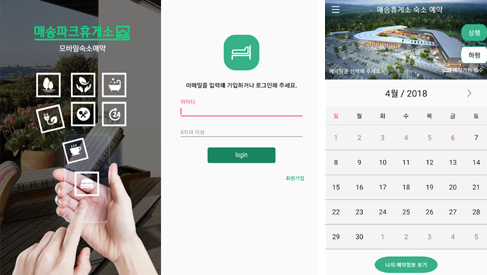 매송파크휴게소
모바일숙소예약
24
이메일을 입력해 가입하거나 로그인해 주세요.
아이디
8자리 이상
login
회원가입
매송휴게소 숙소 예약
상행
하행
예약일을 선택해 주세요
4월 / 2018
일 월 화 수 목 금 토
1 2 3 4 5 6 7
8 9 10 11 12 13 14
15 16 17 18 19 20 21
22 23 24 25 26 27 28
29 30 1 2 3 4 5
나의 예약정보 보기